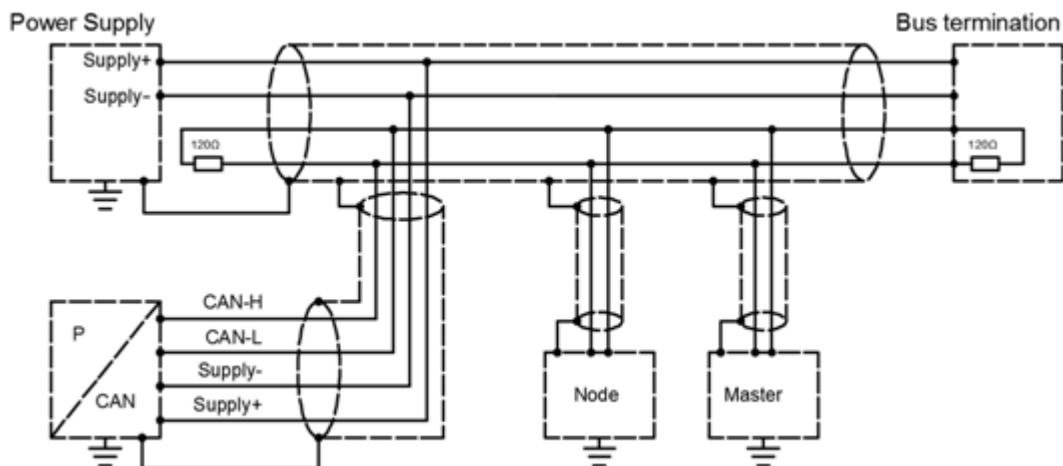 Power Supply
Bus termination
Supply+
Supply-
120Ω
120Ω
CAN-H
P
CAN-L
Supply-
CAN
Supply+
Node
Master